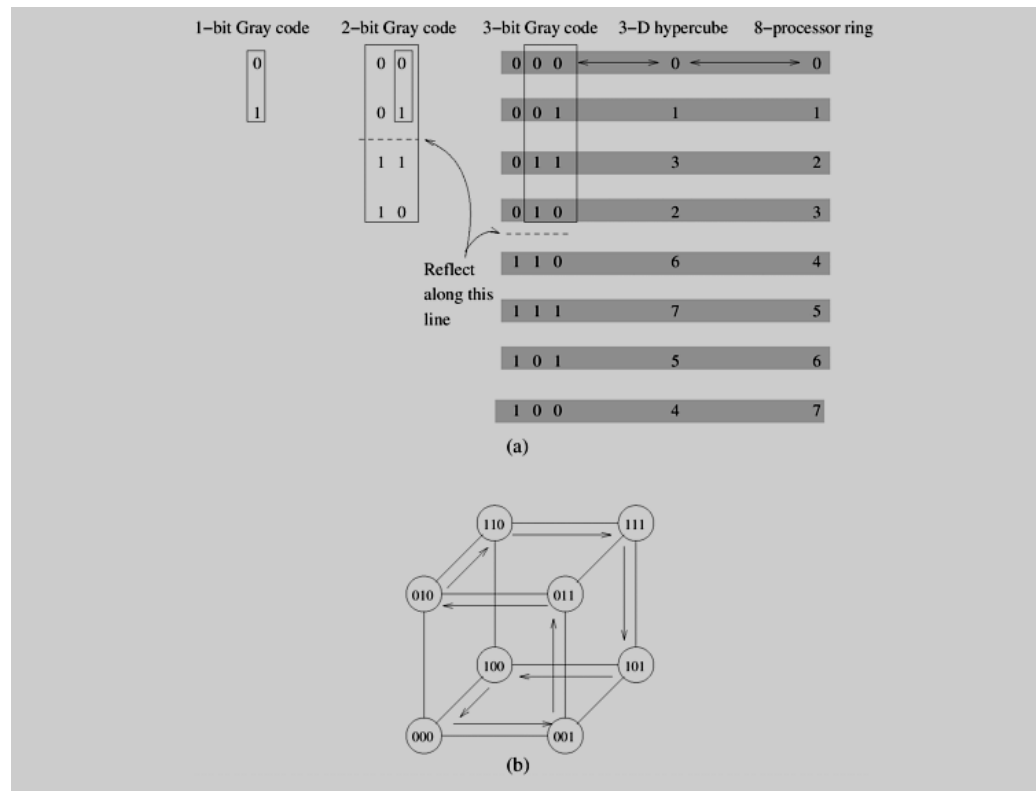 1−bit Gray code 2−bit Gray code 3−bit Gray code 3−D hypercube 8−processor ring
0 0 0 0 0 0 0 0
1 0 1 0 0 1 1 1
1 1 0 1 1 3 2
1 0 0 1 0 2 3
Reflect
along this
line
1 1 0 6 4
1 1 1 7 5
1 0 1 5 6
1 0 0 4 7
(a)
110 111
010 011
100 101
000 001
(b)